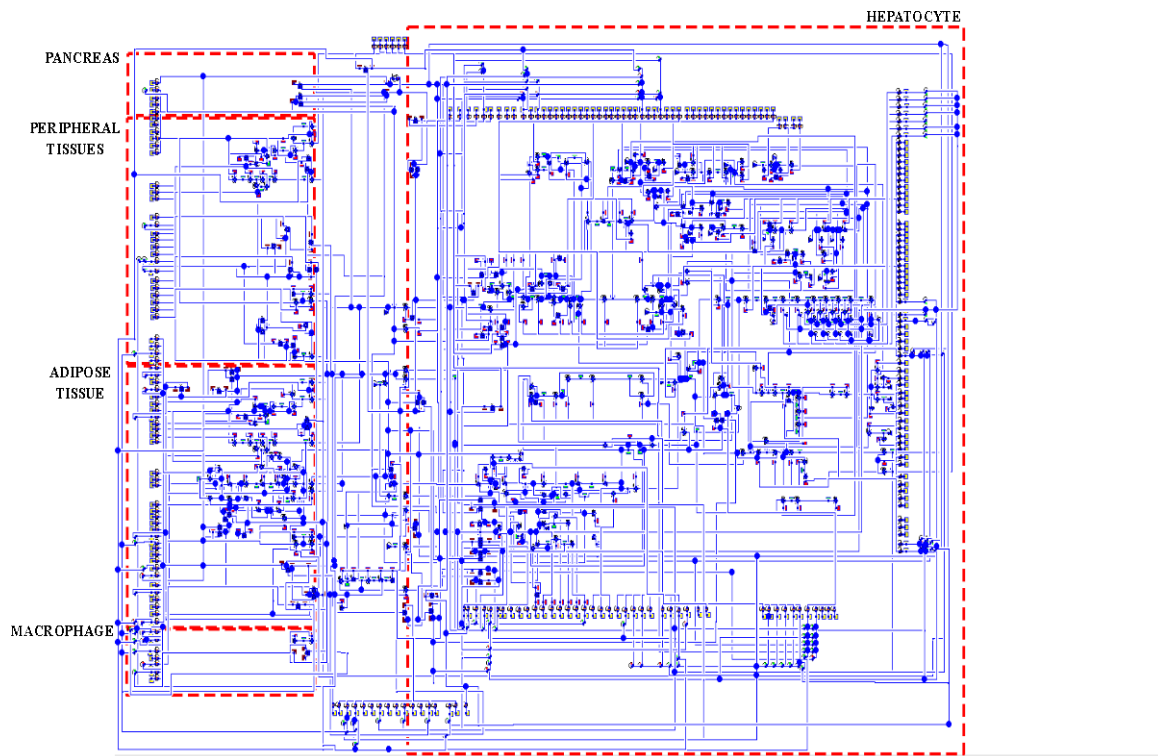 HEPATOCYTE
PANCREAS
PERIPHERAL
TISSUES
ADIPOSE
TISSUE
MACROPHAGE